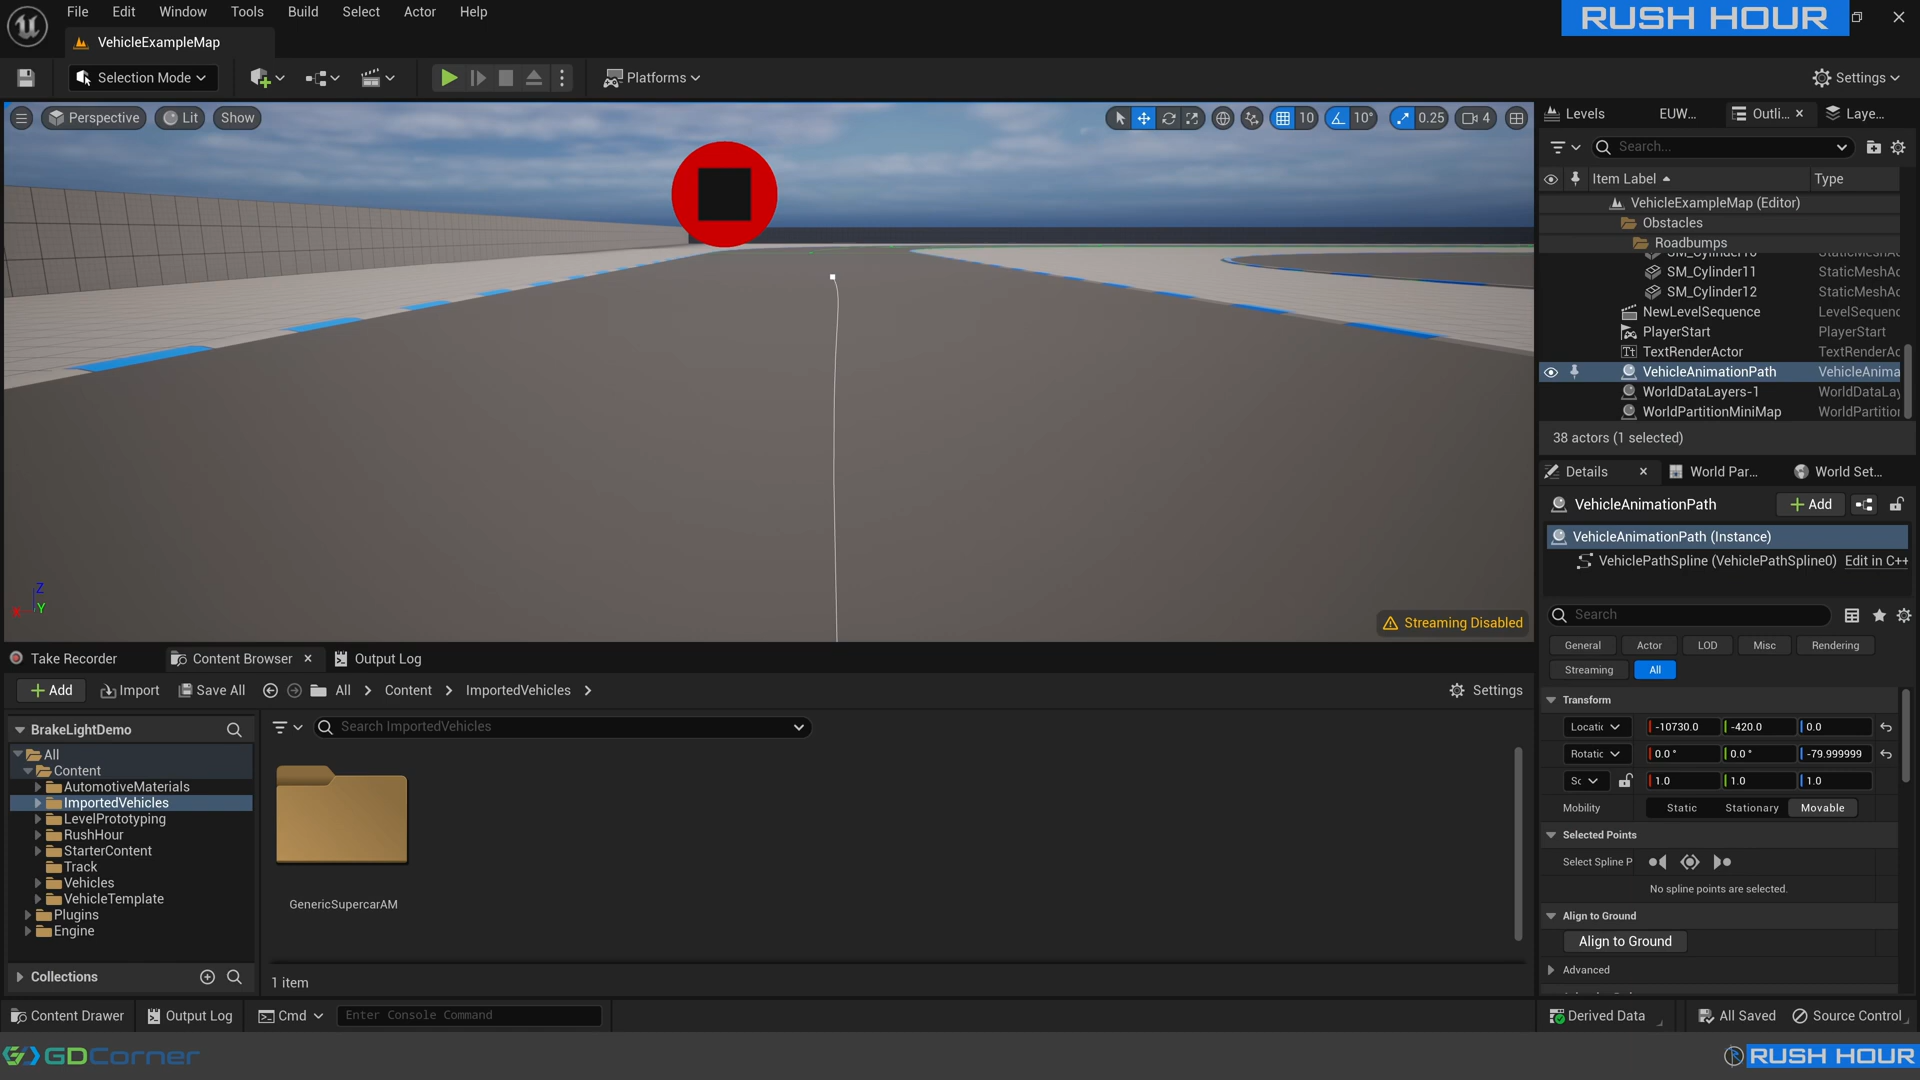 File Edit Window Tools Build Select Actor Help
RUSH HOUR
VehicleExampleMap
Selection Mode
Platforms
Settings
Perspective Lit Show
10 10° 0.25 4
Streaming Disabled
Levels EUW... Outli... Laye...
Search...
Item Label Type
VehicleExampleMap (Editor)
Obstacles
Roadbumps
SM_Cylinder10 StaticMeshAc
SM_Cylinder11 StaticMeshAc
SM_Cylinder12 StaticMeshAc
NewLevelSequence LevelSequenc
PlayerStart PlayerStart
TextRenderActor TextRenderAc
VehicleAnimationPath VehicleAnima
WorldDataLayers-1 WorldDataLay
WorldPartitionMiniMap WorldPartition
38 actors (1 selected)
Details World Par... World Set...
VehicleAnimationPath
Add
VehicleAnimationPath (Instance)
VehiclePathSpline (VehiclePathSpline0) Edit in C++
Search
General Actor LOD Misc Rendering
Streaming All
Transform
Locatic -10730.0 -420.0 0.0
Rotatic 0.0 ° 0.0 ° -79.999999
Sc 1.0 1.0 1.0
Mobility Static Stationary Movable
Selected Points
Select Spline P
No spline points are selected.
Align to Ground
Align to Ground
Advanced
Z
Y
Take Recorder Content Browser Output Log
Add Import Save All All Content ImportedVehicles Settings
BrakeLightDemo
Search ImportedVehicles
All
Content
AutomotiveMaterials
ImportedVehicles
LevelPrototyping
RushHour
StarterContent
Track
Vehicles
VehicleTemplate
Plugins
Engine
Collections
GenericSupercarAM
1 item
Content Drawer Output Log Cmd Enter Console Command
Derived Data All Saved Source Control
GDCorner
RUSH HOUR